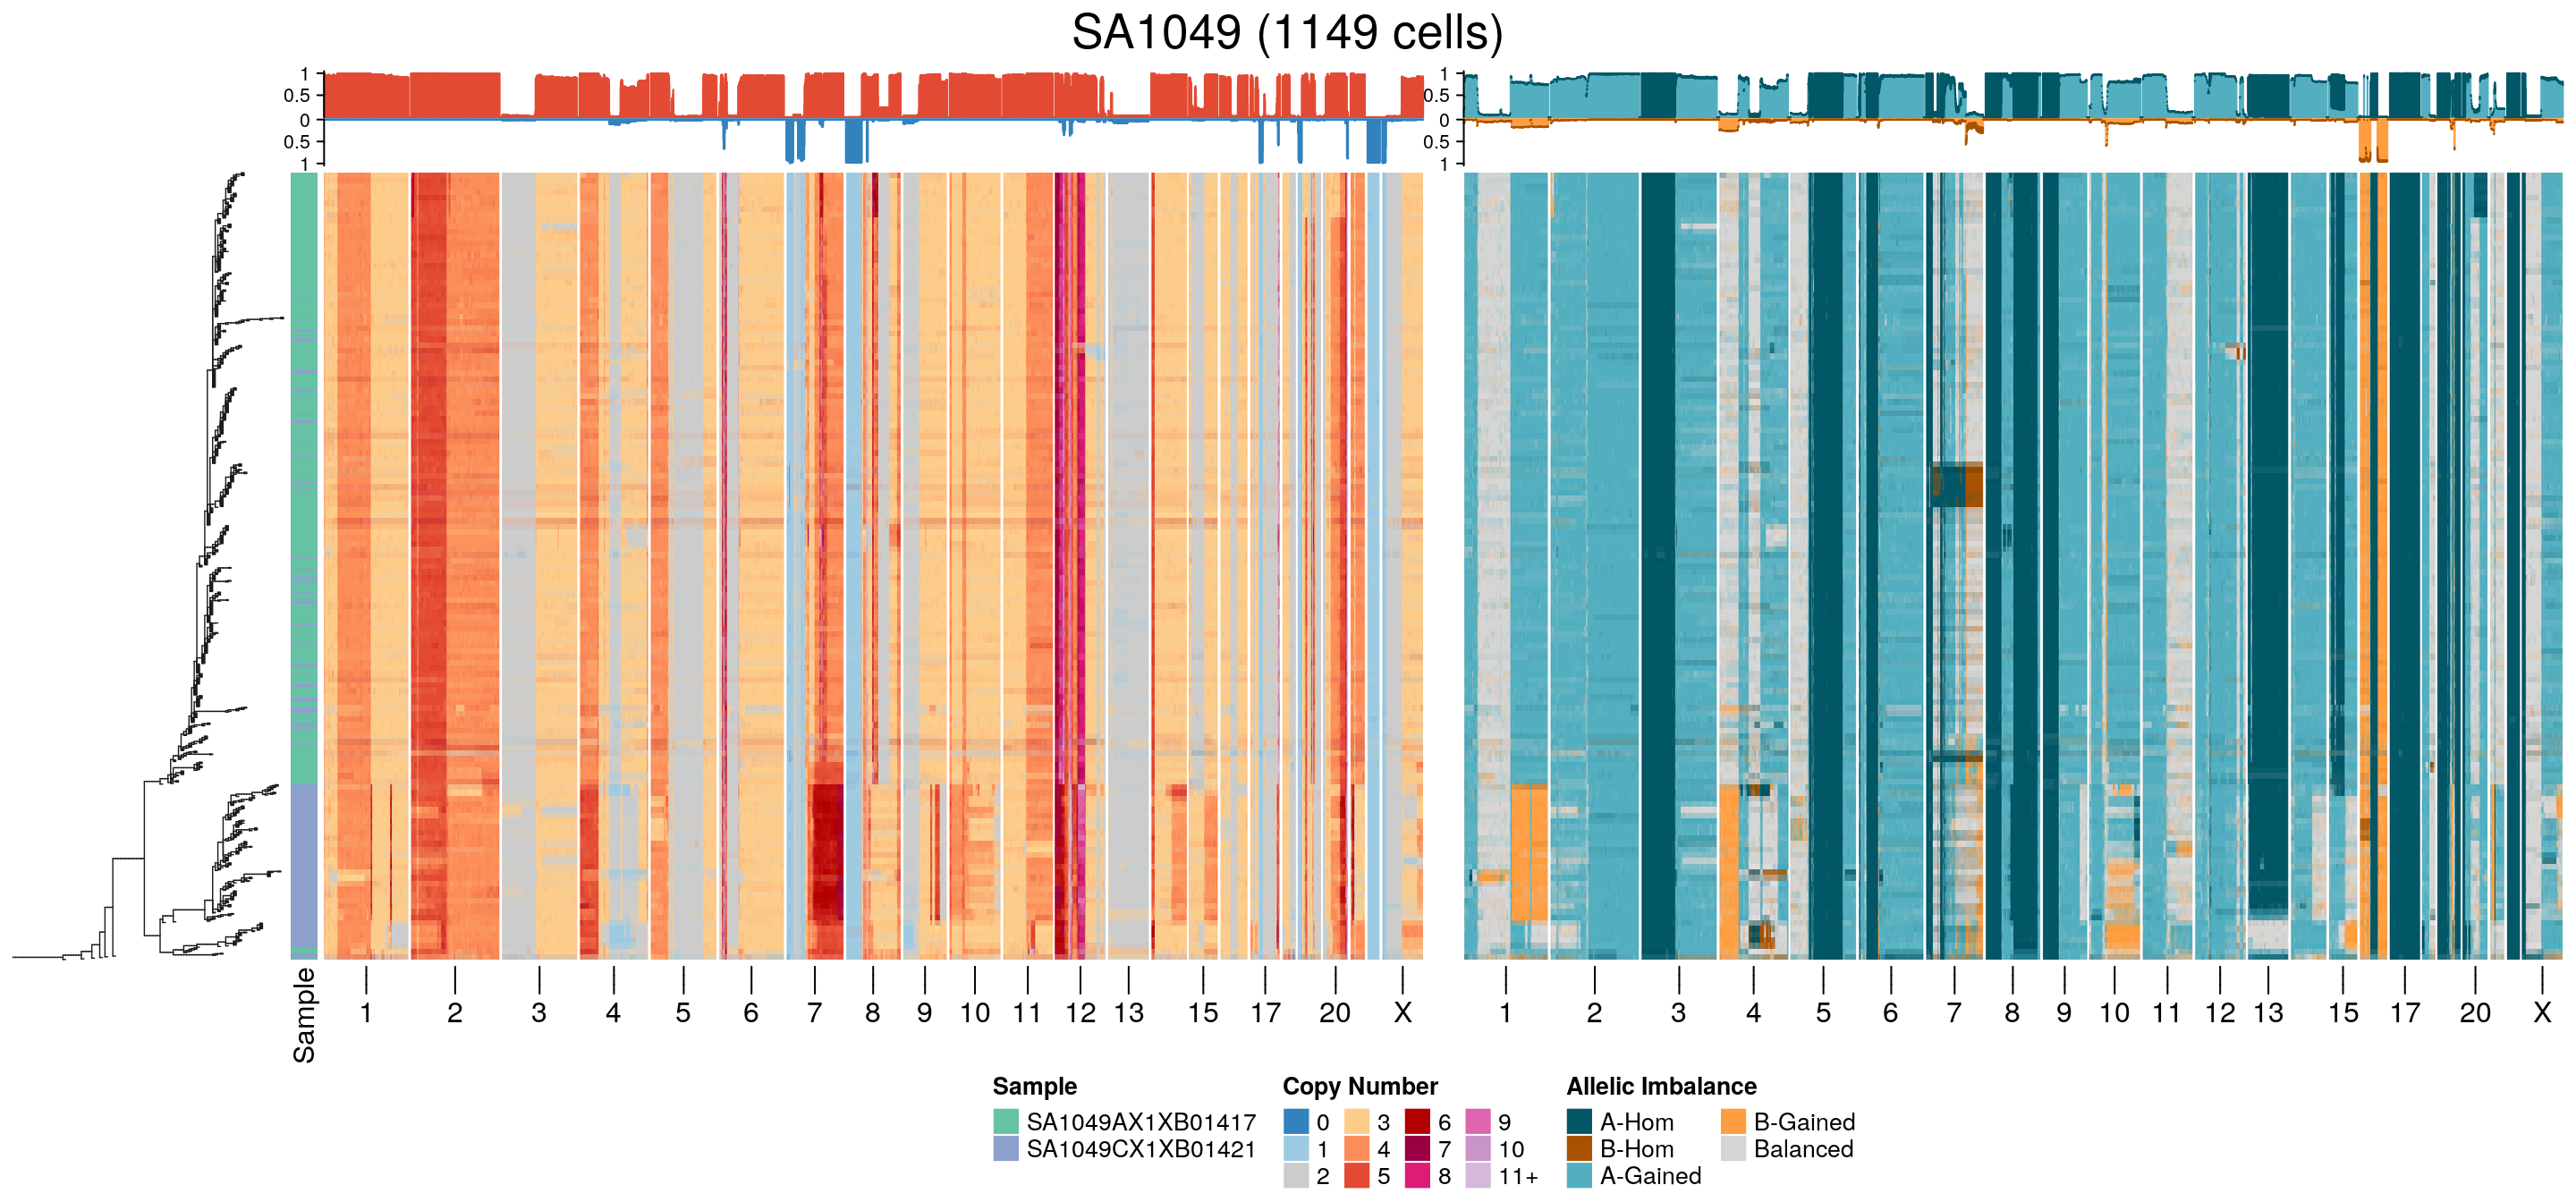 SA1049 (1149 cells)
1
0.5
0
0.5
1
1
0.5
0
0.5
1
Sample
1 2 3 4 5 6 7 8 9 10 11 12 13 15 17 20 X
1 2 3 4 5 6 7 8 9 10 11 12 13 15 17 20 X
Sample
SA1049AX1XB01417
SA1049CX1XB01421
Copy Number
0 3 6 9
1 4 7 10
2 5 8 11+
Allelic Imbalance
A-Hom B-Gained
B-Hom Balanced
A-Gained